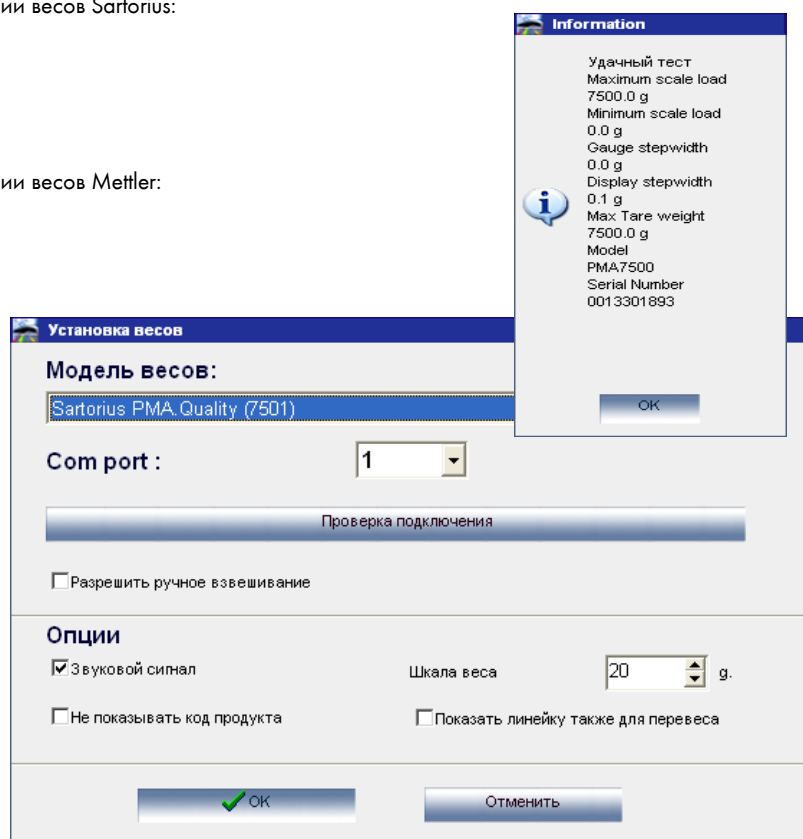 ии весов Sartorius:
Information
Удачный тест
Maximum scale load
7500.0 g
Minimum scale load
0.0 g
Gauge stepwidth
0.0 g
Display stepwidth
0.1 g
Max Tare weight
7500.0 g
Model
PMA7500
Serial Number
0013301893
OK
ии весов Mettler:
Установка весов
Модель весов:
Sartorius PMA.Quality (7501)
Com port : 1
Проверка подключения
Разрешить ручное взвешивание
Опции
Звуковой сигнал
Шкала веса 20 g.
Не показывать код продукта
Показать линейку также для перевеса
OK
Отменить